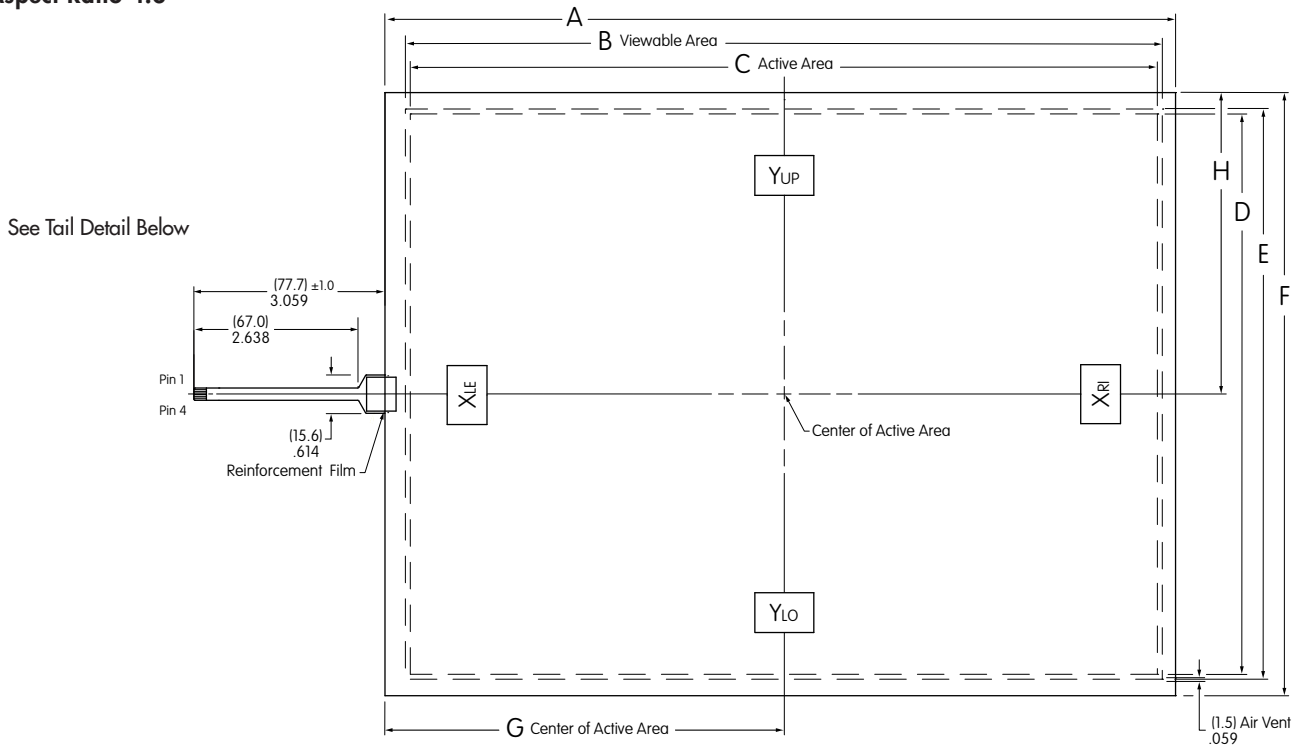 Aspect Ratio 4:3
A
B Viewable Area
C Active Area
H
YUP
D
See Tail Detail Below
E
F
(77.7) ±1.0
3.059
(67.0)
2.638
Pin 1
XLE
XRI
Pin 4
Center of Active Area
(15.6)
.614
Reinforcement Film
YLO
G Center of Active Area
(1.5) Air Vent
.059